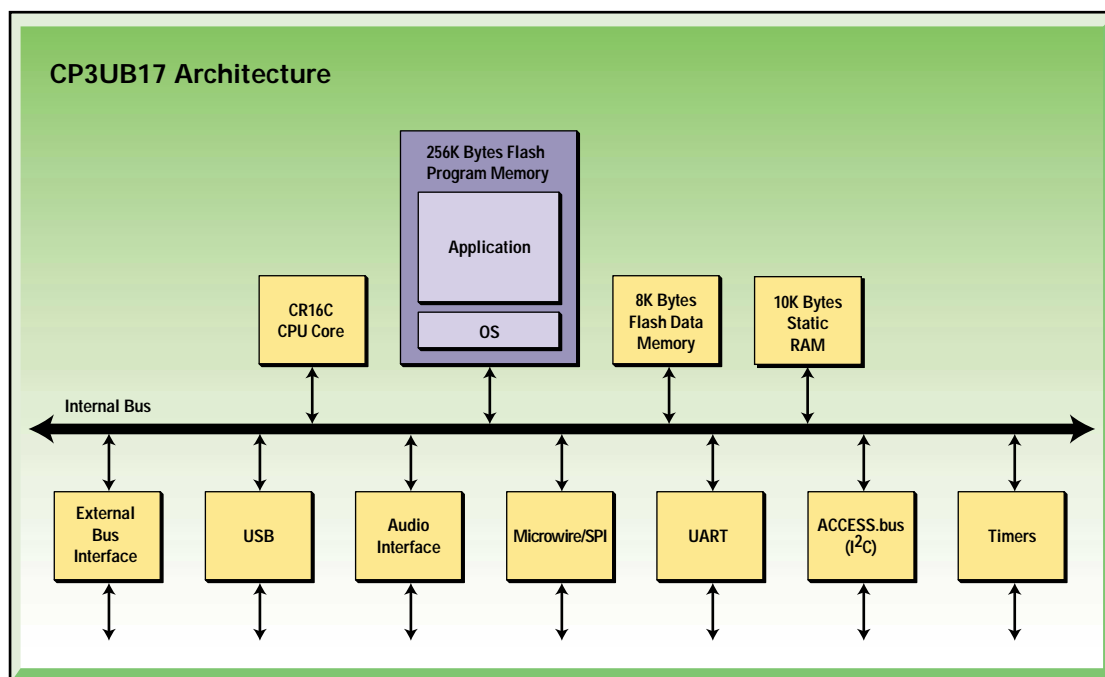 CP3UB17 Architecture
256K Bytes Flash
Program Memory
Application
OS
CR16C
CPU Core
8K Bytes
Flash Data
Memory
10K Bytes
Static
RAM
Internal Bus
External
Bus
Interface
USB
Audio
Interface
Microwire/SPI
UART
ACCESS.bus
(I²C)
Timers